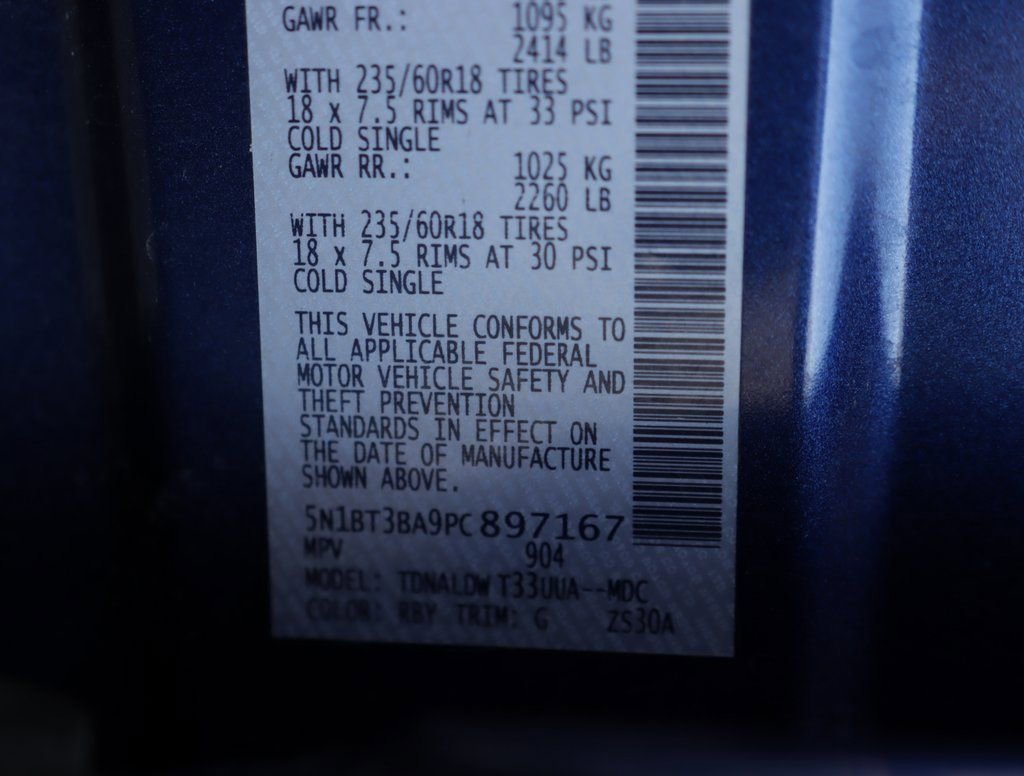 GAWR FR.: 1095 KG
2414 LB
WITH 235/60R18 TIRES
18 x 7.5 RIMS AT 33 PSI
COLD SINGLE
GAWR RR.: 1025 KG
2260 LB
WITH 235/60R18 TIRES
18 x 7.5 RIMS AT 30 PSI
COLD SINGLE
THIS VEHICLE CONFORMS TO
ALL APPLICABLE FEDERAL
MOTOR VEHICLE SAFETY AND
THEFT PREVENTION
STANDARDS IN EFFECT ON
THE DATE OF MANUFACTURE
SHOWN ABOVE.
5N1BT3BA9PC897167
MPV 904
MODEL: TDNALDW T33UUA--MDC
COLOR: RBY TRIM: G ZS30A